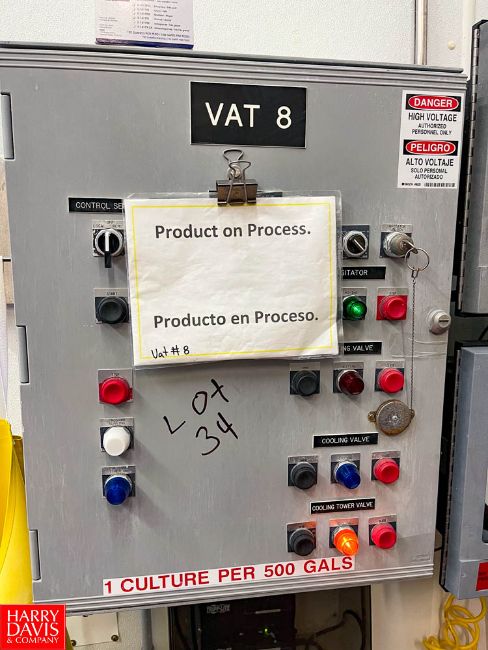 VAT 8
DANGER
HIGH VOLTAGE
AUTHORIZED
PERSONNEL ONLY
PELIGRO
ALTO VOLTAJE
SOLO PERSONAL
AUTORIZADO
CONTROL
Product on Process.
Producto en Proceso.
Vat # 8
GITATOR
NG VALVE
LOT
34
COOLING VALVE
COOLING TOWER VALVE
1 CULTURE PER 500 GALS
HARRY
DAVIS
& COMPANY